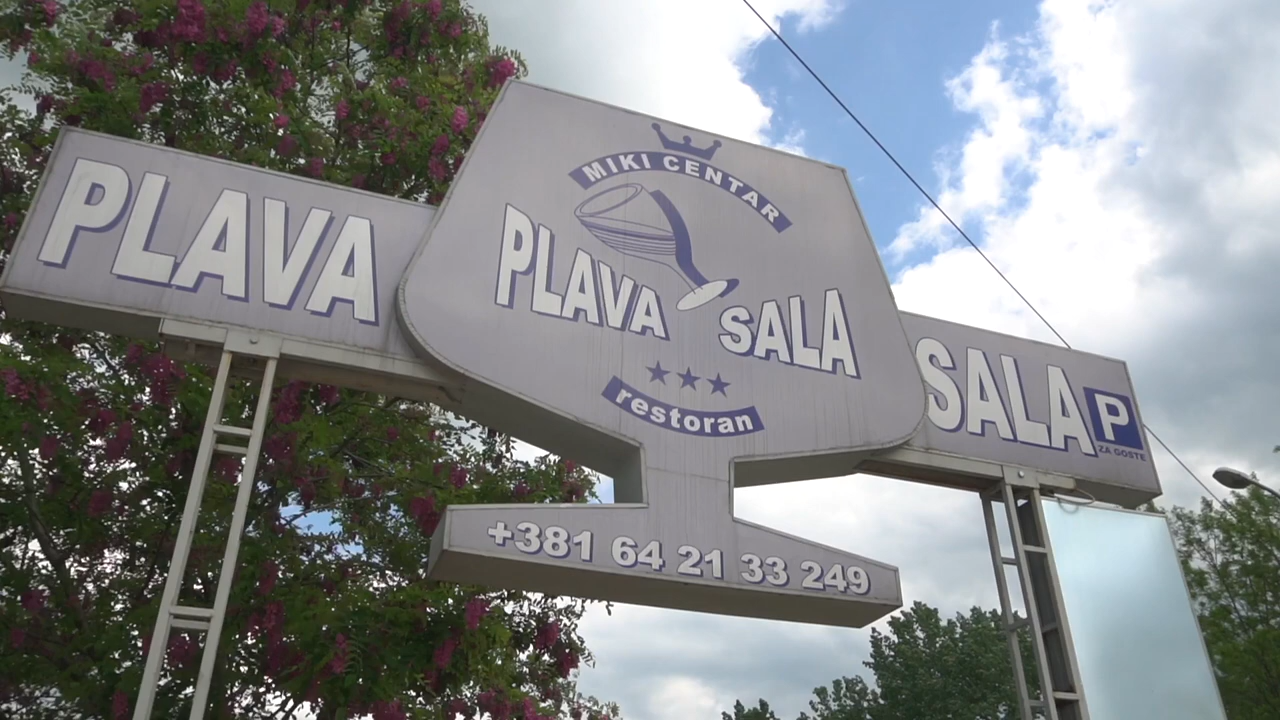 PLAVA
MIKI CENTAR
PLAVA SALA
restoran
+381 64 21 33 249
SALA
P
ZA GOSTE